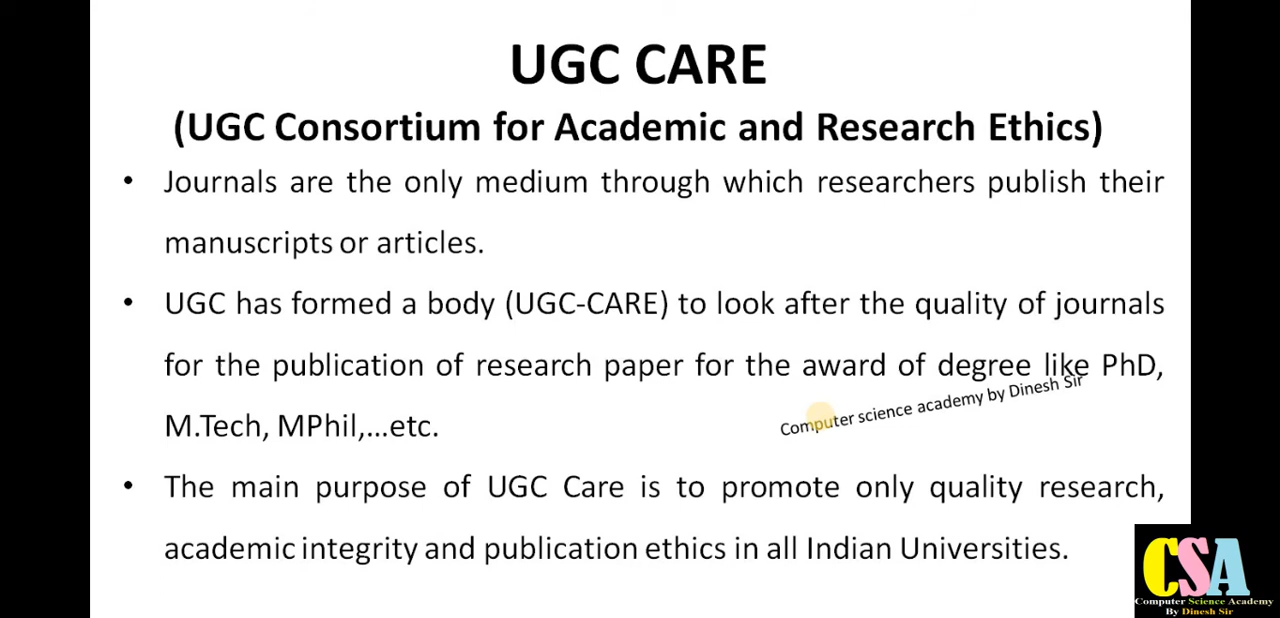 UGC CARE
(UGC Consortium for Academic and Research Ethics)
• Journals are the only medium through which researchers publish their
manuscripts or articles.
• UGC has formed a body (UGC-CARE) to look after the quality of journals
for the publication of research paper for the award of degree like PhD,
M.Tech, MPhil,...etc.
Computer science academy by Dinesh Sir
• The main purpose of UGC Care is to promote only quality research,
academic integrity and publication ethics in all Indian Universities.
CSA
Computer Science Academy
By Dinesh Sir